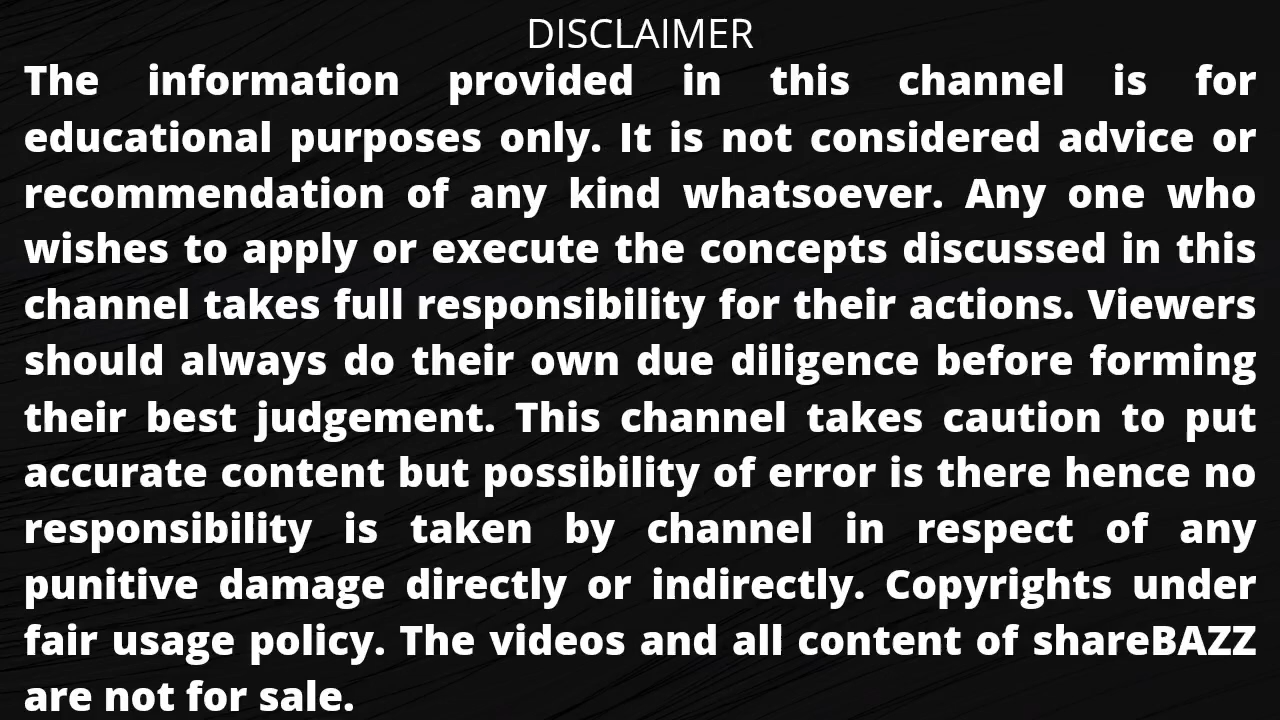 DISCLAIMER
The information provided in this channel is for
educational purposes only. It is not considered advice or
recommendation of any kind whatsoever. Any one who
wishes to apply or execute the concepts discussed in this
channel takes full responsibility for their actions. Viewers
should always do their own due diligence before forming
their best judgement. This channel takes caution to put
accurate content but possibility of error is there hence no
responsibility is taken by channel in respect of any
punitive damage directly or indirectly. Copyrights under
fair usage policy. The videos and all content of shareBAZZ
are not for sale.